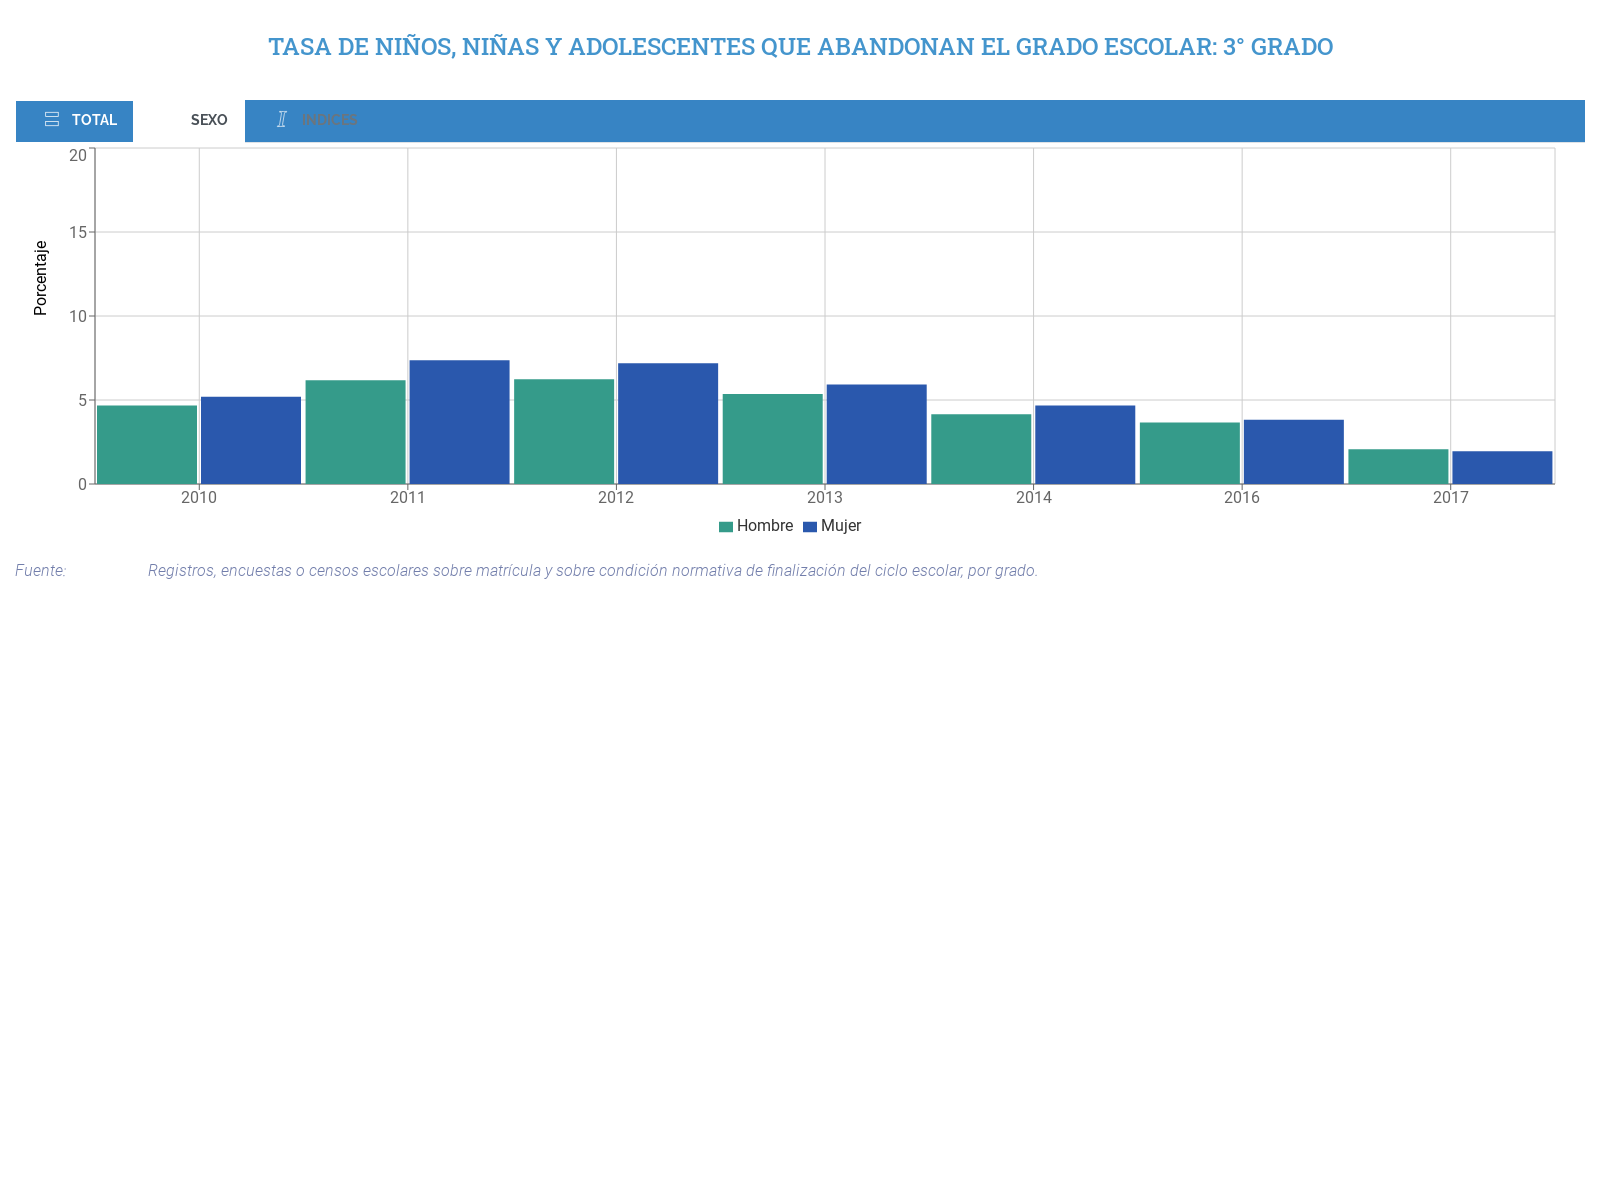 TASA DE NIÑOS, NIÑAS Y ADOLESCENTES QUE ABANDONAN EL GRADO ESCOLAR: 3° GRADO
TOTAL SEXO INDICES
20
15
10
5
0
Porcentaje
2010 2011 2012 2013 2014 2016 2017
Hombre Mujer
Fuente: Registros, encuestas o censos escolares sobre matrícula y sobre condición normativa de finalización del ciclo escolar, por grado.